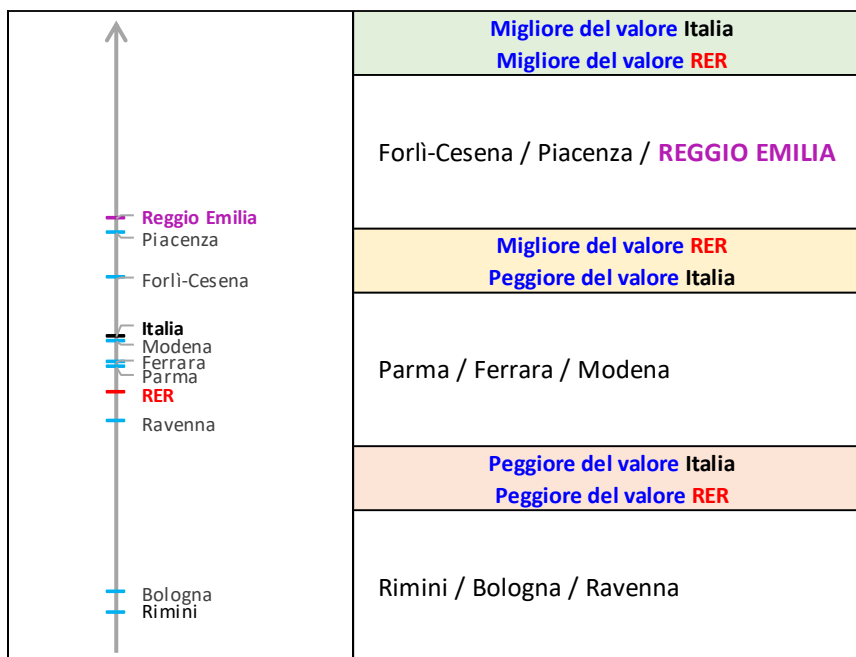 Reggio Emilia
Piacenza
Forlì-Cesena
Italia
Modena
Ferrara
Parma
RER
Ravenna
Bologna
Rimini
Migliore del valore Italia
Migliore del valore RER
Forlì-Cesena / Piacenza / REGGIO EMILIA
Migliore del valore RER
Peggiore del valore Italia
Parma / Ferrara / Modena
Peggiore del valore Italia
Peggiore del valore RER
Rimini / Bologna / Ravenna